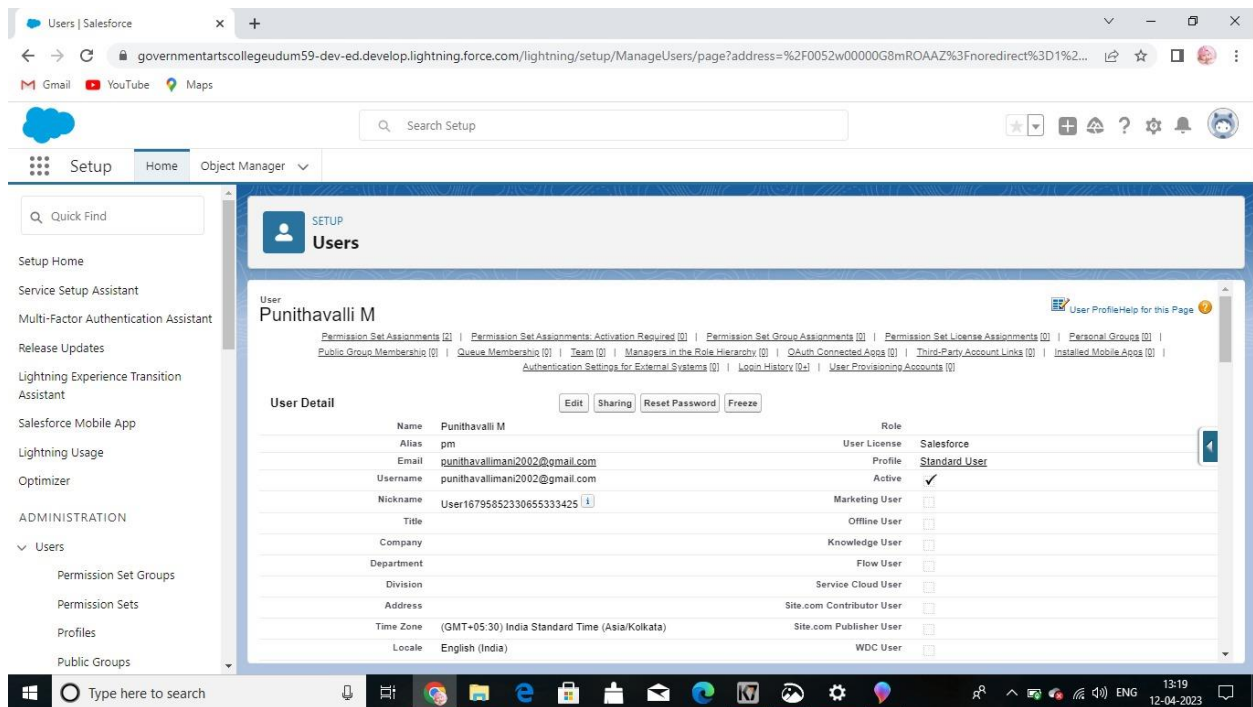 Users | Salesforce
governmentartscollegeudum59-dev-ed.develop.lightning.force.com/lightning/setup/ManageUsers/page?address=%2F0052w00000G8mROAAZ%3Fnoredirect%3D1%2...
Gmail YouTube Maps
Search Setup
Setup Home Object Manager
Quick Find
Setup Home
Service Setup Assistant
Multi-Factor Authentication Assistant
Release Updates
Lightning Experience Transition
Assistant
Salesforce Mobile App
Lightning Usage
Optimizer
ADMINISTRATION
Users
Permission Set Groups
Permission Sets
Profiles
Public Groups
SETUP
Users
User
Punithavalli M
User Profile Help for this Page
Permission Set Assignments [2] | Permission Set Assignments: Activation Required [0] | Permission Set Group Assignments [0] | Permission Set License Assignments [0] | Personal Groups [0] |
Public Group Membership [0] | Queue Membership [0] | Team [0] | Managers in the Role Hierarchy [0] | OAuth Connected Apps [0] | Third-Party Account Links [0] | Installed Mobile Apps [0] |
Authentication Settings for External Systems [0] | Login History [0+] | User Provisioning Accounts [0]
User Detail Edit Sharing Reset Password Freeze
Name Punithavalli M Role
Alias pm User License Salesforce
Email punithavallimani2002@gmail.com Profile Standard User
Username punithavallimani2002@gmail.com Active
Nickname User16795852330655333425 i Marketing User
Title Offline User
Company Knowledge User
Department Flow User
Division Service Cloud User
Address Site.com Contributor User
Time Zone (GMT+05:30) India Standard Time (Asia/Kolkata) Site.com Publisher User
Locale English (India) WDC User
Type here to search
ENG 13:19
12-04-2023